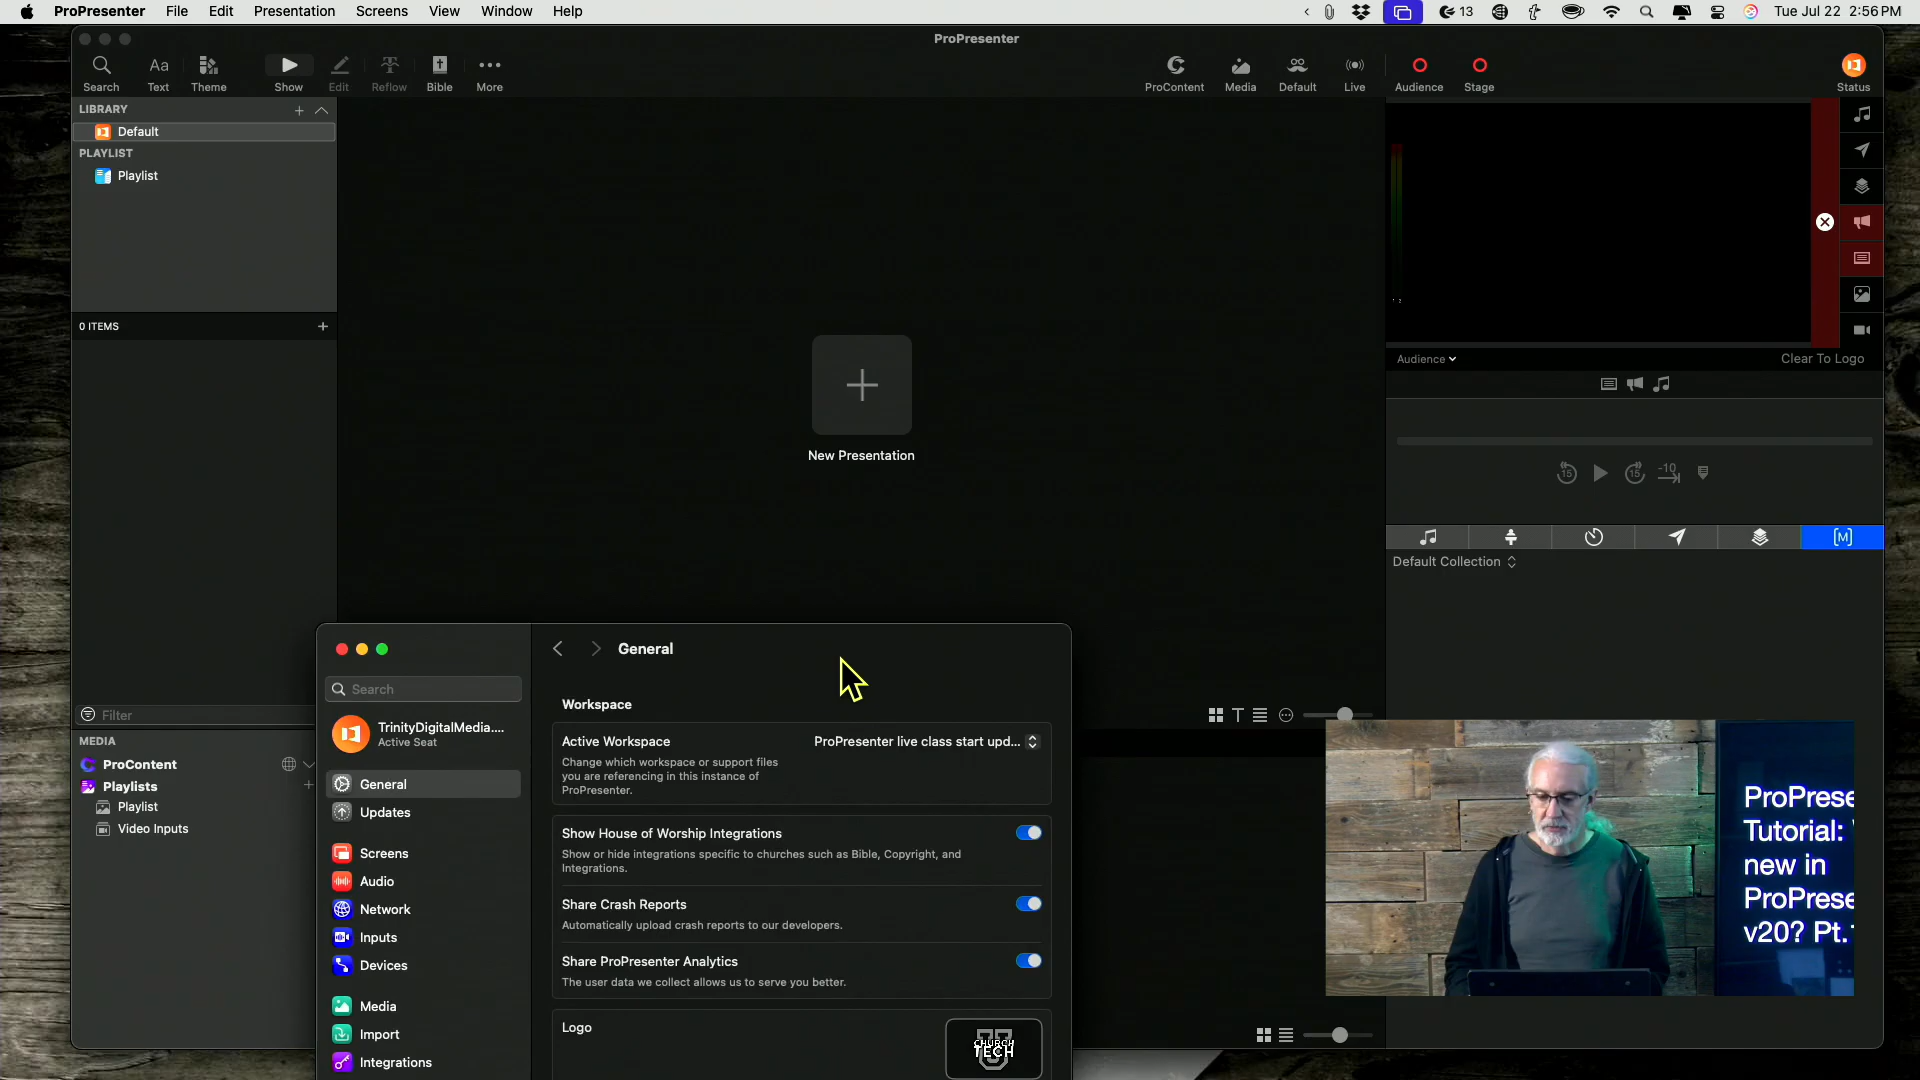 ProPresenter File Edit Presentation Screens View Window Help
13
Tue Jul 22 2:56 PM
ProPresenter
Search Text Theme Show Edit Reflow Bible More
Aa
ProContent Media Default Live Audience Stage Status
LIBRARY
Default
PLAYLIST
Playlist
0 ITEMS
New Presentation
Audience
Clear To Logo
15 15 -10
[M]
Default Collection
Filter
MEDIA
ProContent
Playlists
Playlist
Video Inputs
Search
TrinityDigitalMedia....
Active Seat
General
Updates
Screens
Audio
Network
Inputs
Devices
Media
Import
Integrations
General
Workspace
Active Workspace
ProPresenter live class start upd...
Change which workspace or support files
you are referencing in this instance of
ProPresenter.
Show House of Worship Integrations
Show or hide integrations specific to churches such as Bible, Copyright, and
Integrations.
Share Crash Reports
Automatically upload crash reports to our developers.
Share ProPresenter Analytics
The user data we collect allows us to serve you better.
Logo
CHURCH
TECH
ProPrese
Tutorial:
new in
ProPrese
v20? Pt.